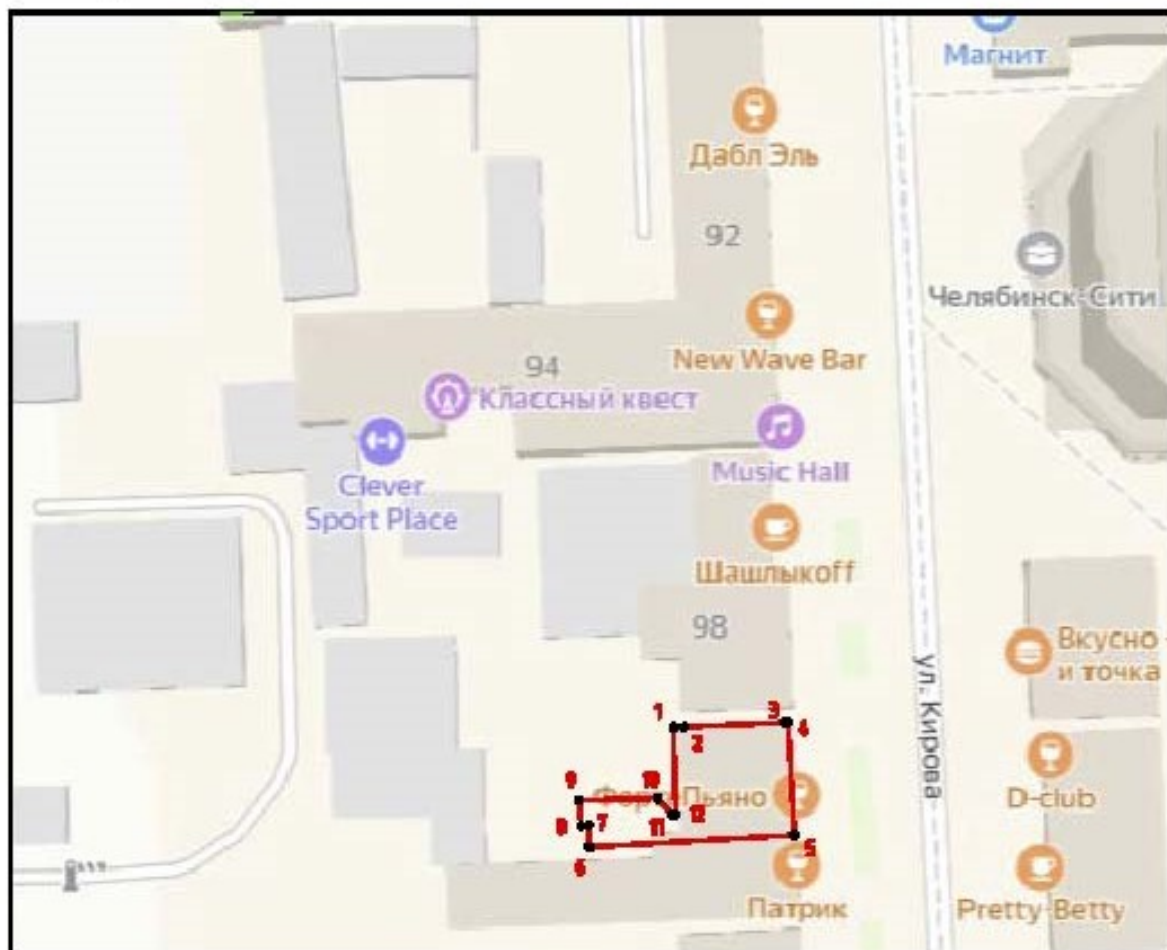 Магнит
Дабл Эль
92
Челябинск-Сити
New Wave Bar
94
Классный квест
Music Hall
Clever
Sport Place
Шашлыкоff
98
Вкусно -
и точка
ул. Кирова
1
2
3
4
9
10
Пьяно
D-club
8
7
11
12
5
6
Патрик
Pretty-Betty